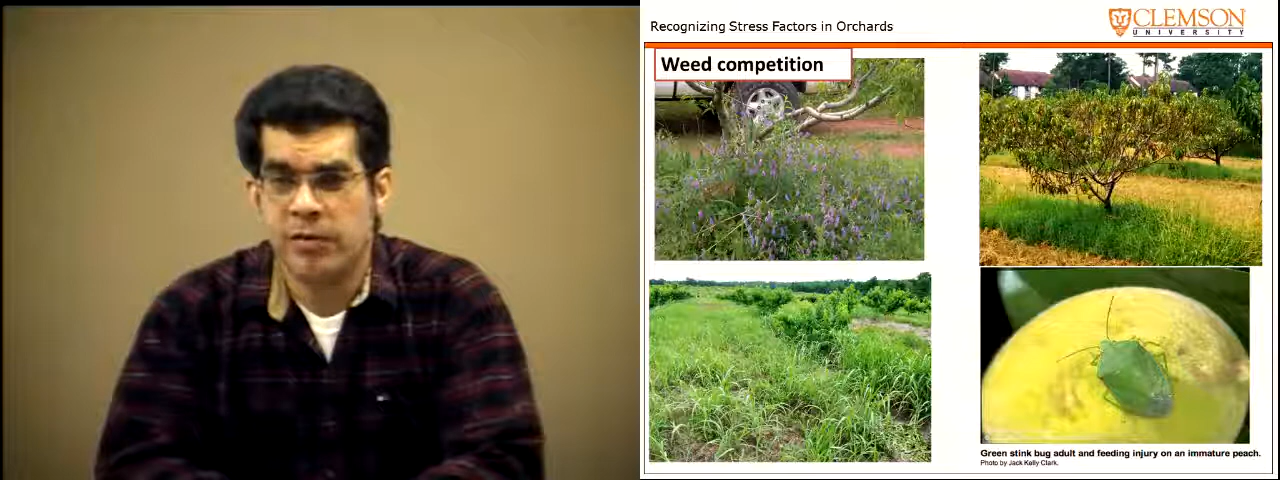 Recognizing Stress Factors in Orchards
CLEMSON
UNIVERSITY
Weed competition
Green stink bug adult and feeding injury on an immature peach.
Photo by Jack Kelly Clark.